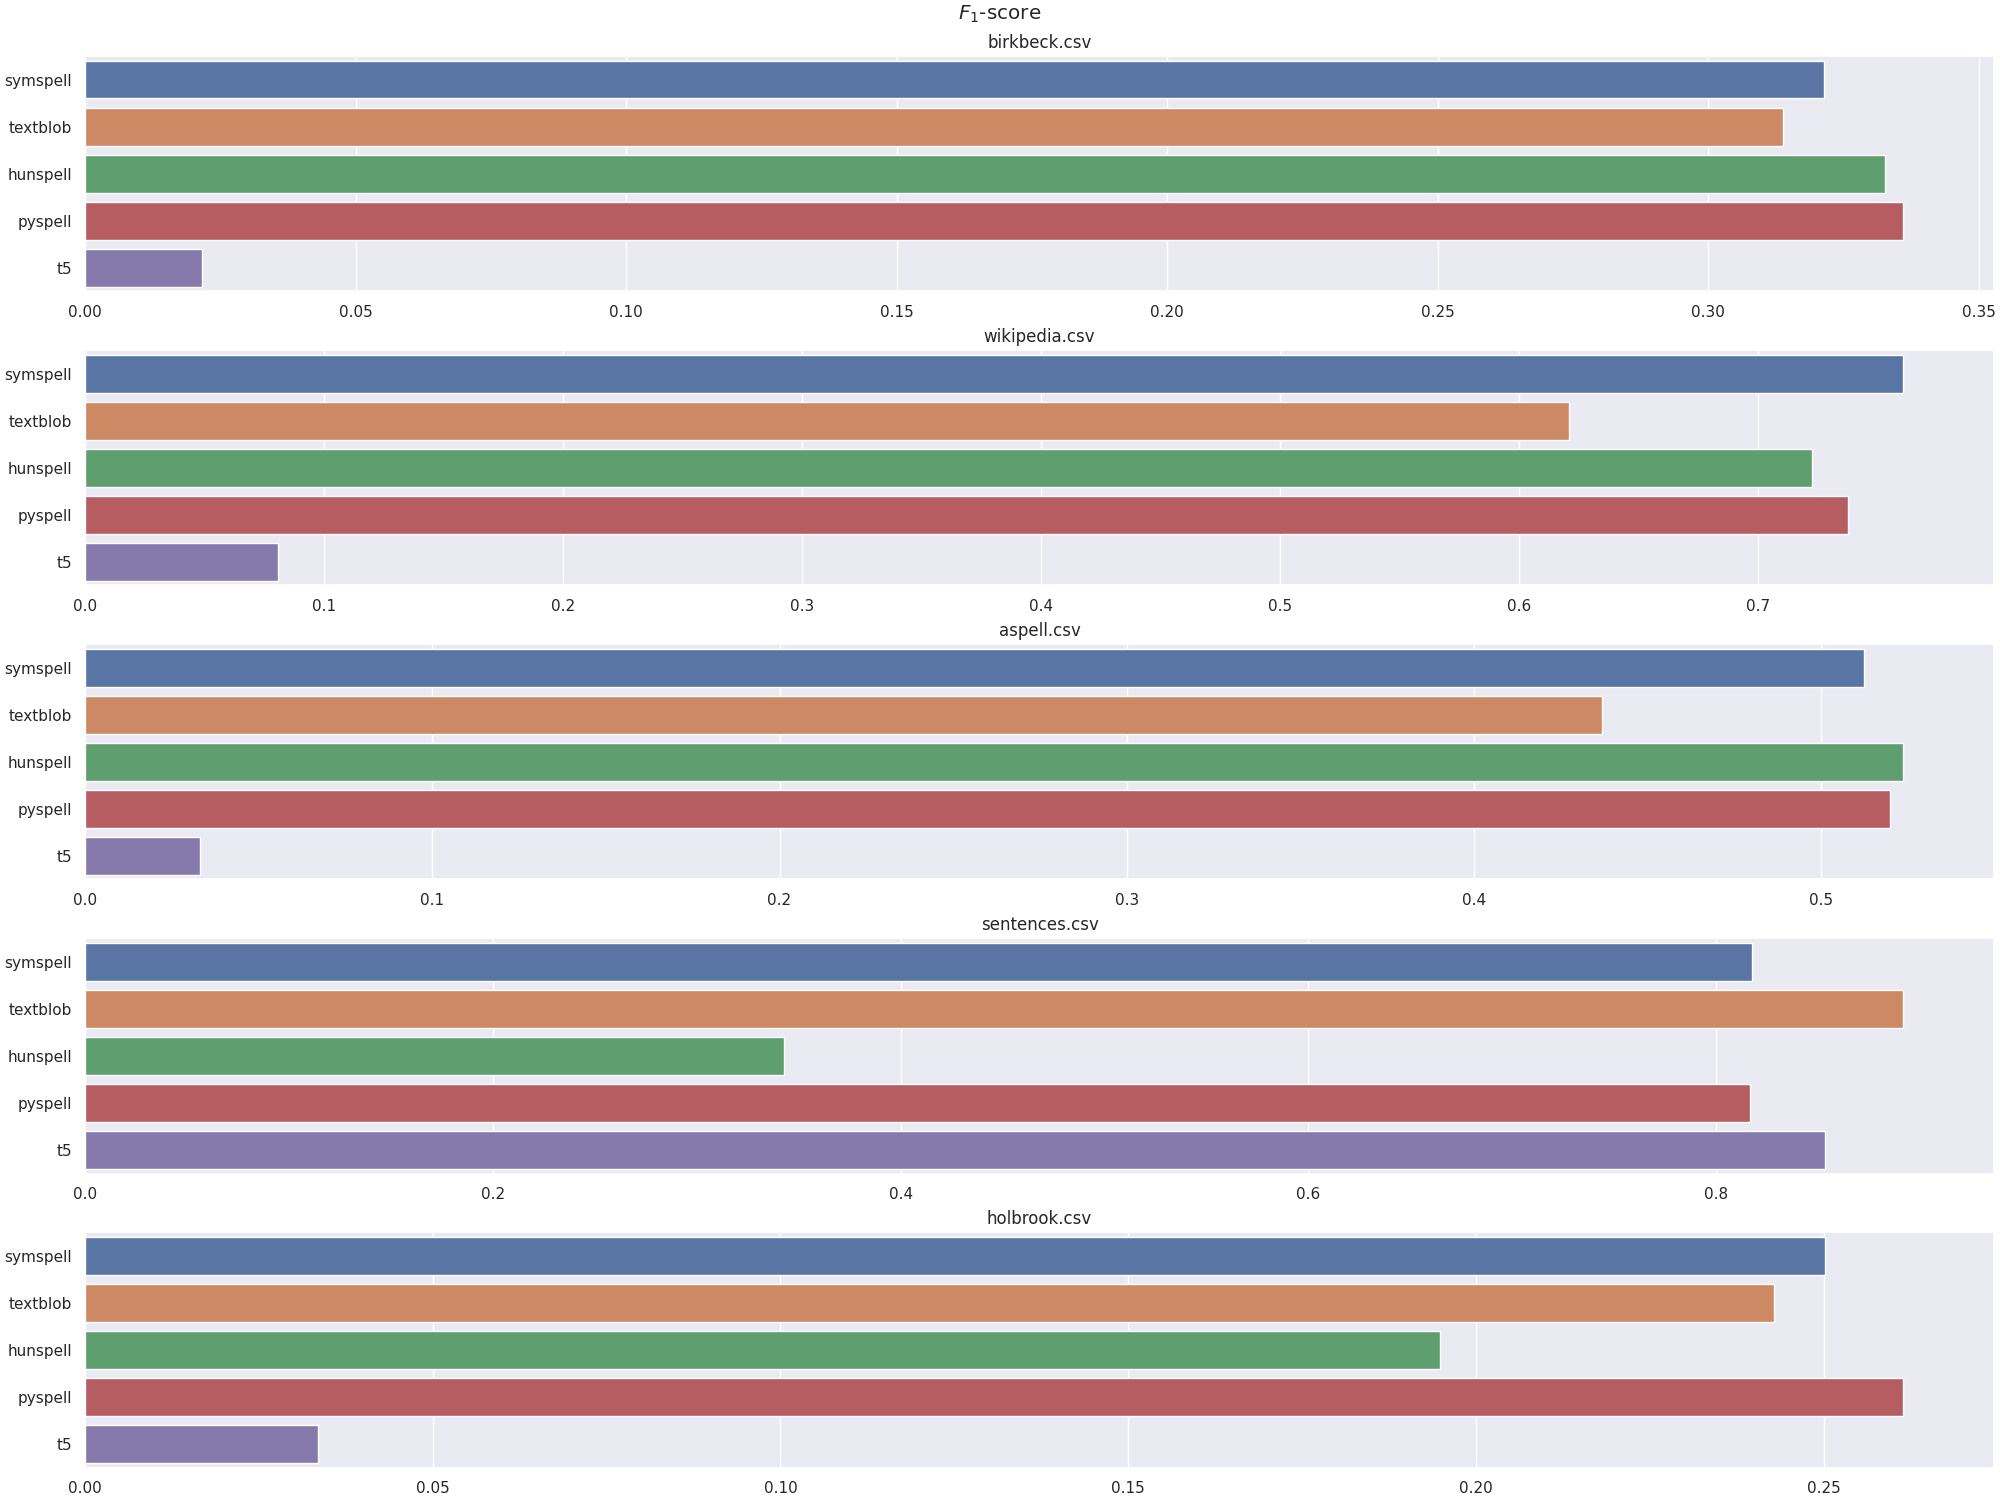 F1-score
birkbeck.csv
symspell
textblob
hunspell
pyspell
t5
0.00 0.05 0.10 0.15 0.20 0.25 0.30 0.35
wikipedia.csv
symspell
textblob
hunspell
pyspell
t5
0.0 0.1 0.2 0.3 0.4 0.5 0.6 0.7
aspell.csv
symspell
textblob
hunspell
pyspell
t5
0.0 0.1 0.2 0.3 0.4 0.5
sentences.csv
symspell
textblob
hunspell
pyspell
t5
0.0 0.2 0.4 0.6 0.8
holbrook.csv
symspell
textblob
hunspell
pyspell
t5
0.00 0.05 0.10 0.15 0.20 0.25